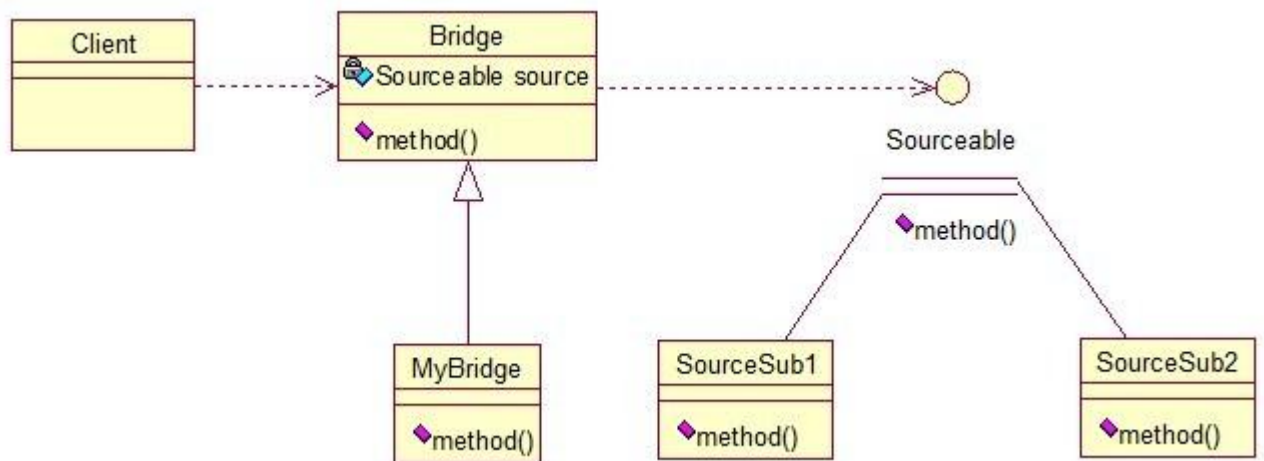 Client
Bridge
Sourceable source
method()
Sourceable
method()
MyBridge
method()
SourceSub1
method()
SourceSub2
method()